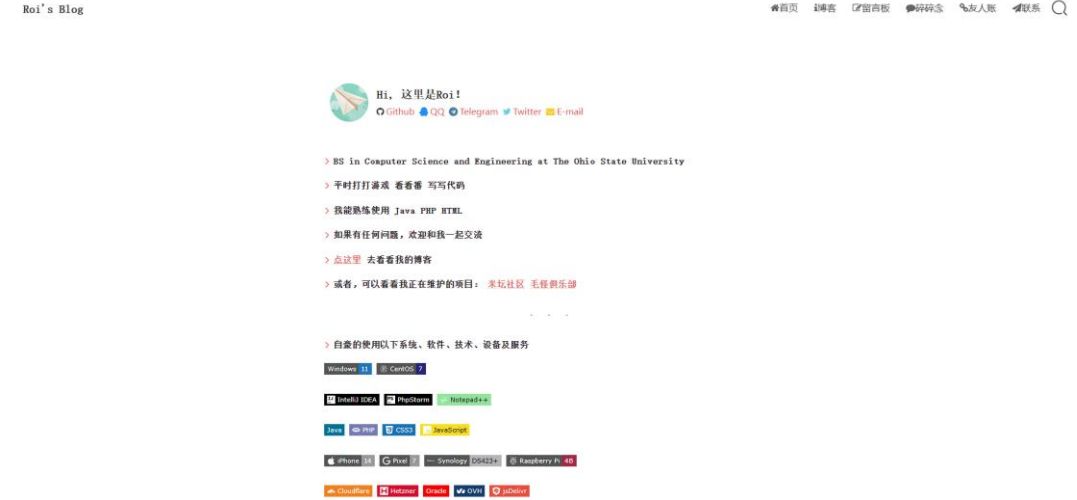 Roi's Blog
首页 博客 留言板 碎碎念 友人账 联系
Hi, 这里是Roi!
Github QQ Telegram Twitter E-mail
> BS in Computer Science and Engineering at The Ohio State University
> 平时打打游戏 看看番 写写代码
> 我能熟练使用 Java PHP HTML
> 如果有任何问题，欢迎和我一起交流
> 点这里 去看看我的博客
> 或者，可以看看我正在维护的项目： 米坛社区 毛怪俱乐部
· · ·
> 自豪的使用以下系统、软件、技术、设备及服务
Windows 11 CentOS 7
IntelliJ IDEA PhpStorm Notepad++
Java PHP CSS3 JavaScript
iPhone 14 Pixel 7 Synology DS423+ Raspberry Pi 4B
Cloudflare Hetzner Oracle OVH jsDelivr